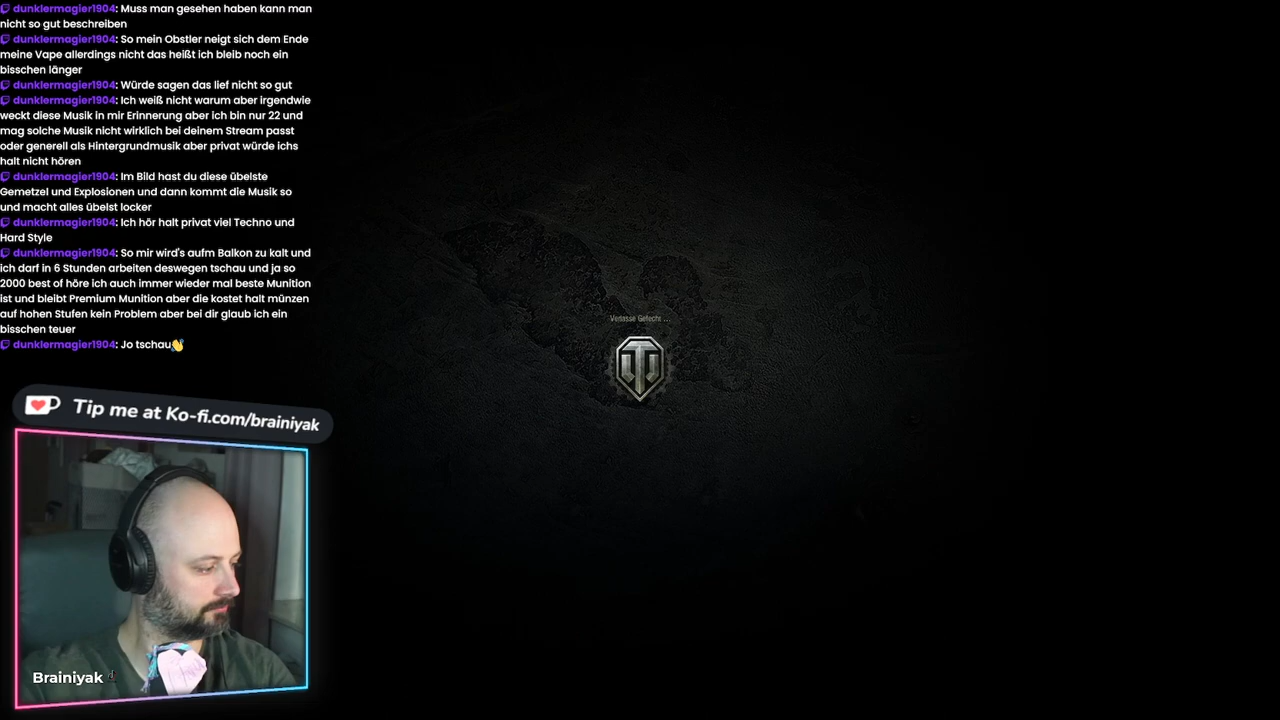 dunklermagier1904: Muss man gesehen haben kann man
nicht so gut beschreiben
dunklermagier1904: So mein Obstler neigt sich dem Ende
meine Vape allerdings nicht das heißt ich bleib noch ein
bisschen länger
dunklermagier1904: Würde sagen das lief nicht so gut
dunklermagier1904: Ich weiß nicht warum aber irgendwie
weckt diese Musik in mir Erinnerung aber ich bin nur 22 und
mag solche Musik nicht wirklich bei deinem Stream passt
oder generell als Hintergrundmusik aber privat würde ichs
halt nicht hören
dunklermagier1904: Im Bild hast du diese übelste
Gemetzel und Explosionen und dann kommt die Musik so
und macht alles übelst locker
dunklermagier1904: Ich hör halt privat viel Techno und
Hard Style
dunklermagier1904: So mir wird's aufm Balkon zu kalt und
ich darf in 6 Stunden arbeiten deswegen tschau und ja so
2000 best of höre ich auch immer wieder mal beste Munition
ist und bleibt Premium Munition aber die kostet halt münzen
auf hohen Stufen kein Problem aber bei dir glaub ich ein
bisschen teuer
dunklermagier1904: Jo tschau👋
Verlasse Gefecht ...
Tip me at Ko-fi.com/brainiyak
Brainiyak